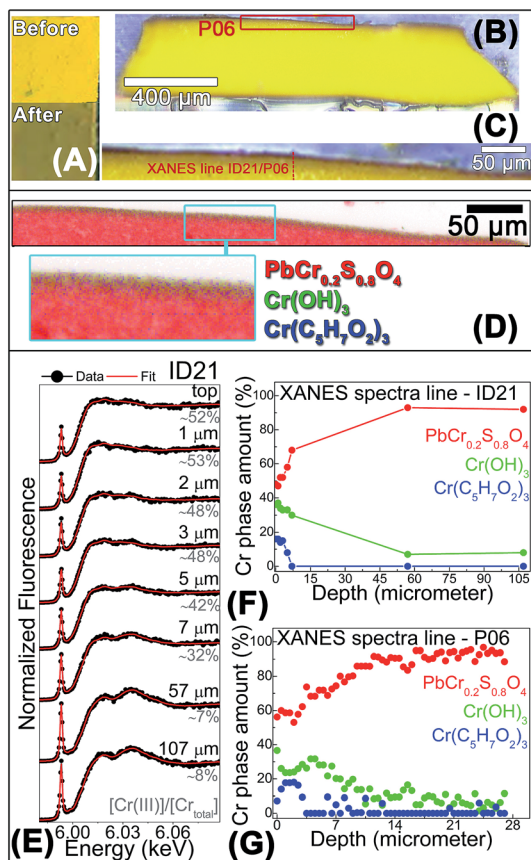 Before
After
(A)
P06
400 μm
(B)
(C)
XANES line ID21/P06
50 μm
50 μm
PbCr0.2S0.8O4
Cr(OH)3
Cr(C5H7O2)3
(D)
Data Fit ID21
top
~52%
1 μm
~53%
2 μm
~48%
3 μm
~48%
5 μm
~42%
7 μm
~32%
57 μm
~7%
107 μm
~8%
[Cr(III)]/[Crtotal]
Normalized Fluorescence
6.00 6.03 6.06
Energy (keV)
(E)
XANES spectra line - ID21
PbCr0.2S0.8O4
Cr(OH)3
Cr(C5H7O2)3
Cr phase amount (%)
100
80
60
40
20
0
0 15 30 45 60 75 90 105
Depth (micrometer)
(F)
XANES spectra line - P06
PbCr0.2S0.8O4
Cr(OH)3
Cr(C5H7O2)3
Cr phase amount (%)
100
80
60
40
20
0
0 7 14 21 28
Depth (micrometer)
(G)